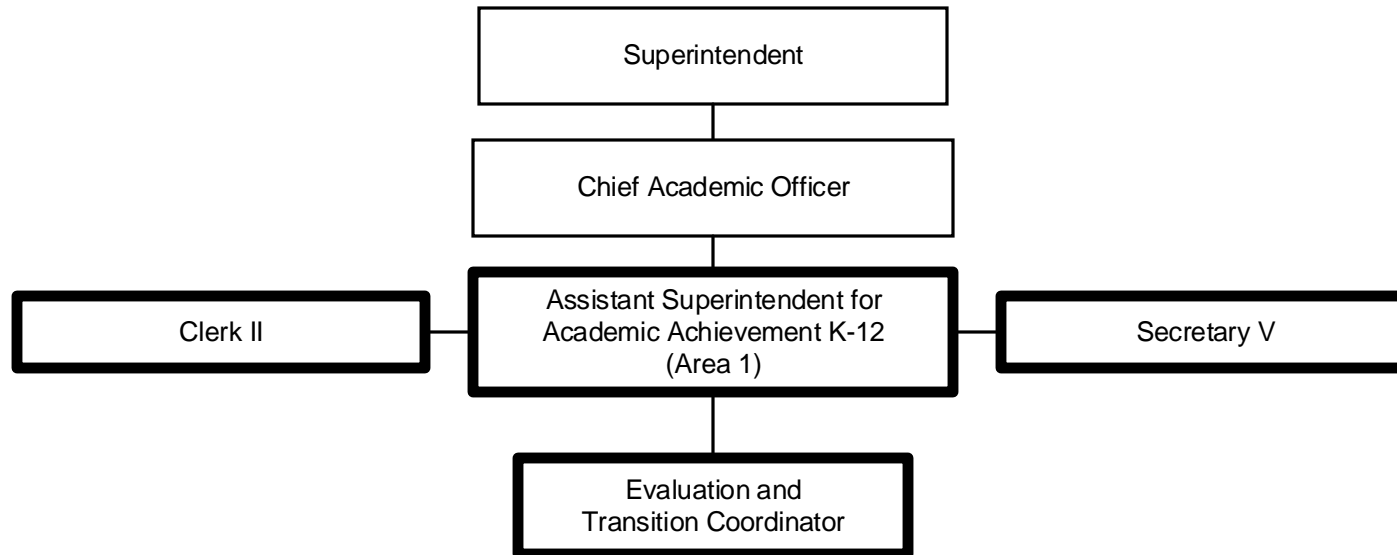 Superintendent
Chief Academic Officer
Clerk II
Assistant Superintendent for
Academic Achievement K-12
(Area 1)
Secretary V
Evaluation and
Transition Coordinator